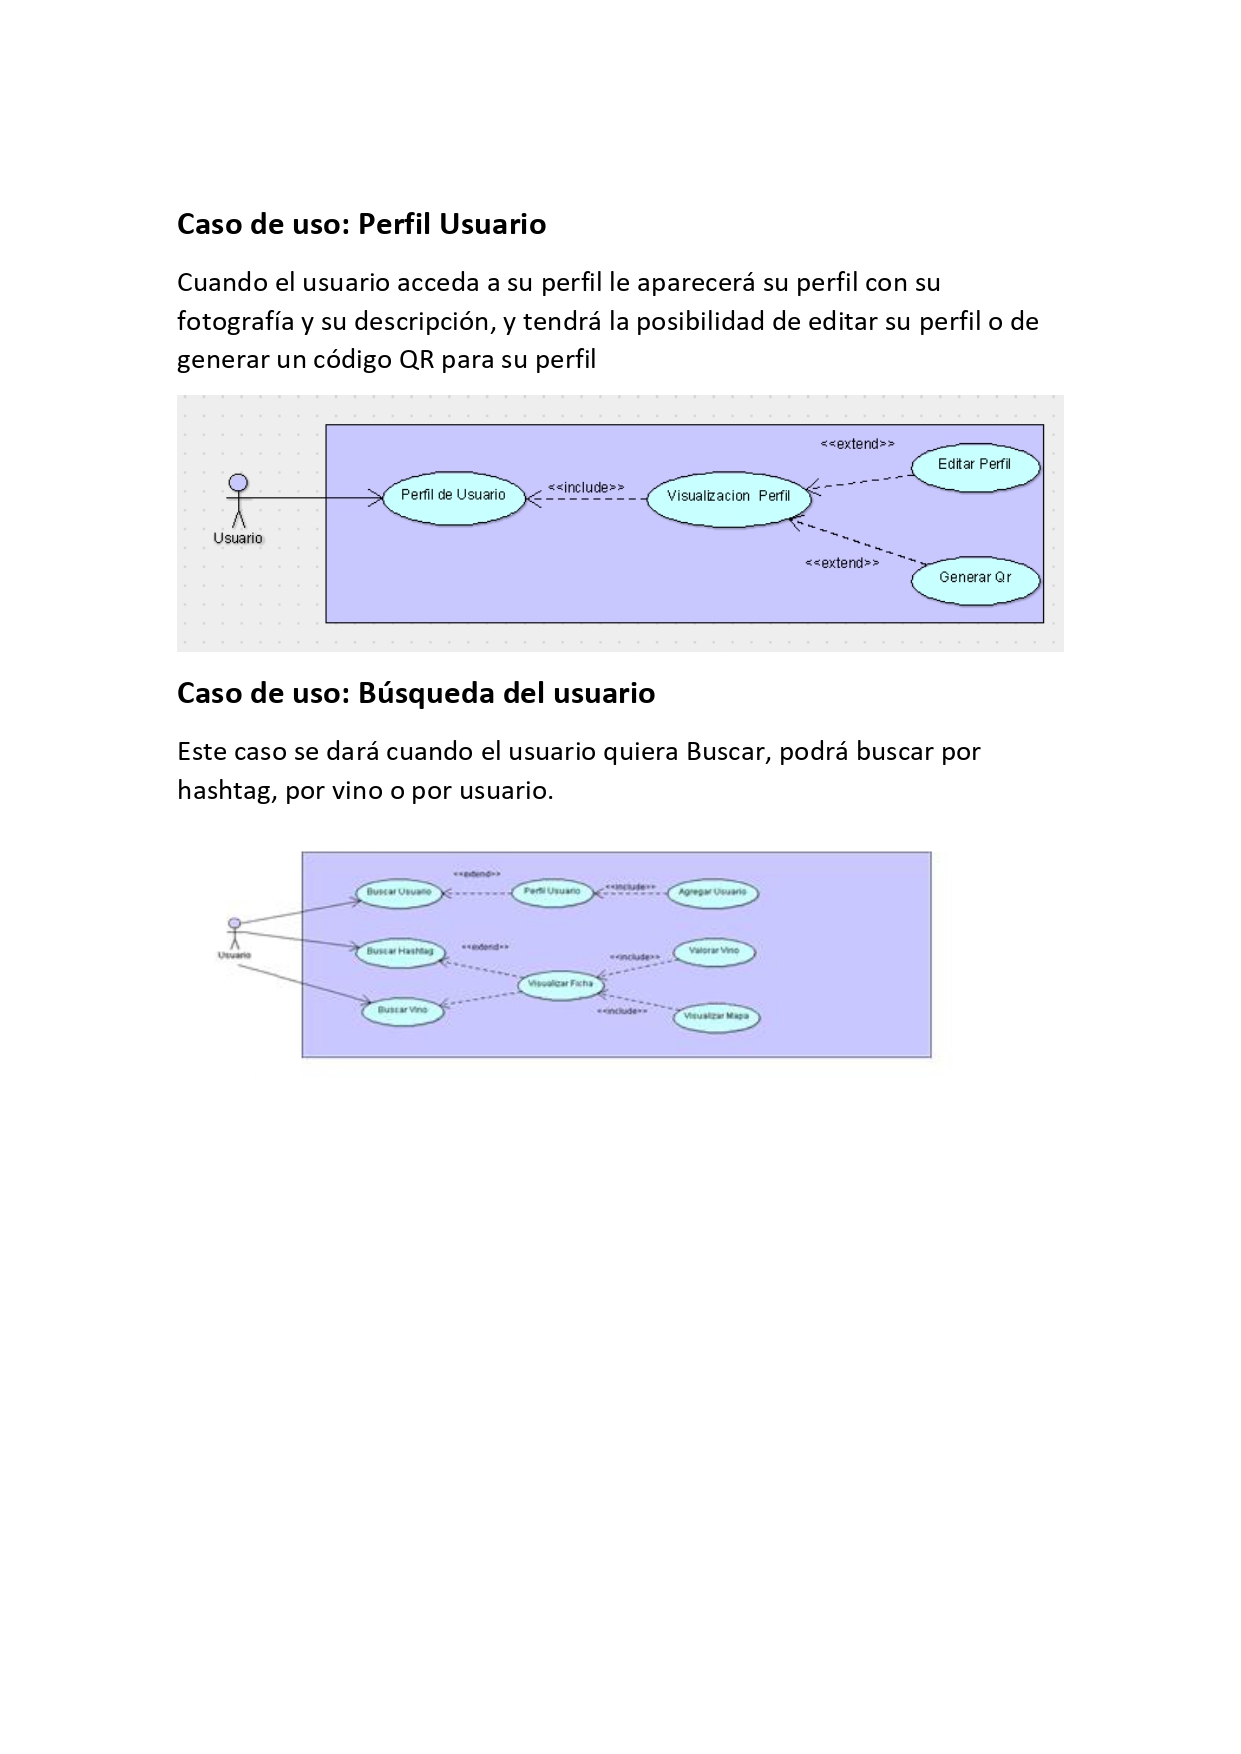 Caso de uso: Perfil Usuario
Cuando el usuario acceda a su perfil le aparecerá su perfil con su
fotografía y su descripción, y tendrá la posibilidad de editar su perfil o de
generar un código QR para su perfil
<<extend>>
Editar Perfil
Perfil de Usuario
<<include>>
Visualizacion Perfil
Usuario
<<extend>>
Generar Qr
Caso de uso: Búsqueda del usuario
Este caso se dará cuando el usuario quiera Buscar, podrá buscar por
hashtag, por vino o por usuario.
<<extend>>
Buscar Usuario
Perfil Usuario
<<include>>
Agregar Usuario
Usuario
Buscar Hashtag
<<extend>>
<<include>>
Valorar Vino
Visualizar Ficha
Buscar Vino
<<include>>
Visualizar Mapa